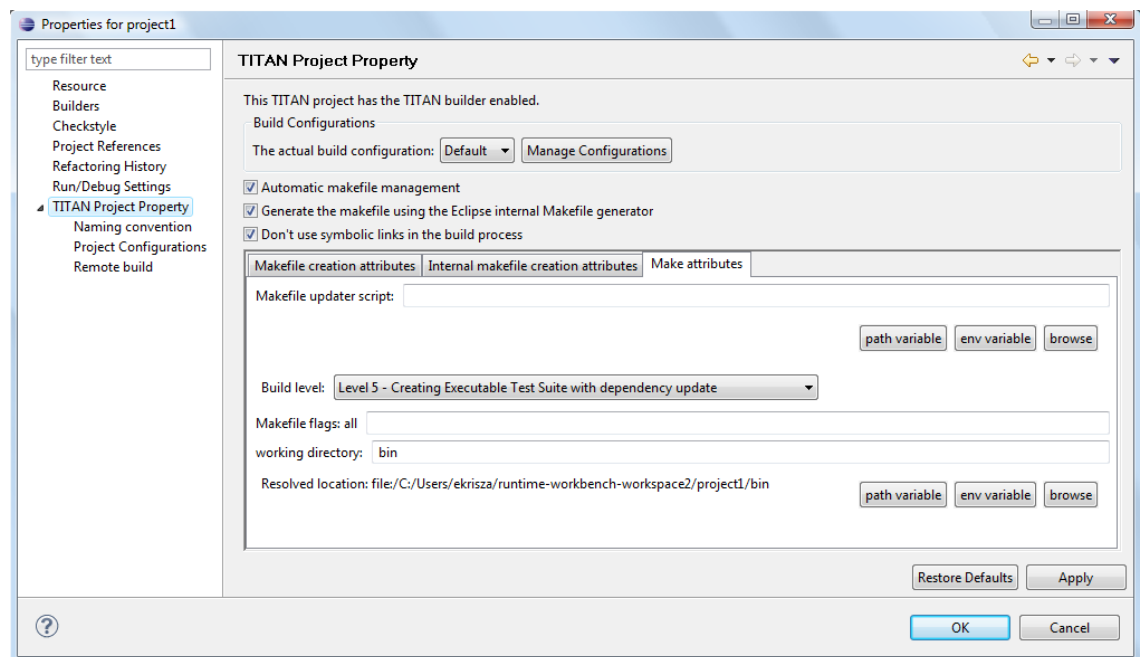 Properties for project1
type filter text
Resource
Builders
Checkstyle
Project References
Refactoring History
Run/Debug Settings
TITAN Project Property
Naming convention
Project Configurations
Remote build
TITAN Project Property
This TITAN project has the TITAN builder enabled.
Build Configurations
The actual build configuration: Default Manage Configurations
Automatic makefile management
Generate the makefile using the Eclipse internal Makefile generator
Don't use symbolic links in the build process
Makefile creation attributes Internal makefile creation attributes Make attributes
Makefile updater script:
path variable env variable browse
Build level: Level 5 - Creating Executable Test Suite with dependency update
Makefile flags: all
working directory: bin
Resolved location: file:/C:/Users/ekrisza/runtime-workbench-workspace2/project1/bin
path variable env variable browse
Restore Defaults Apply
? OK Cancel